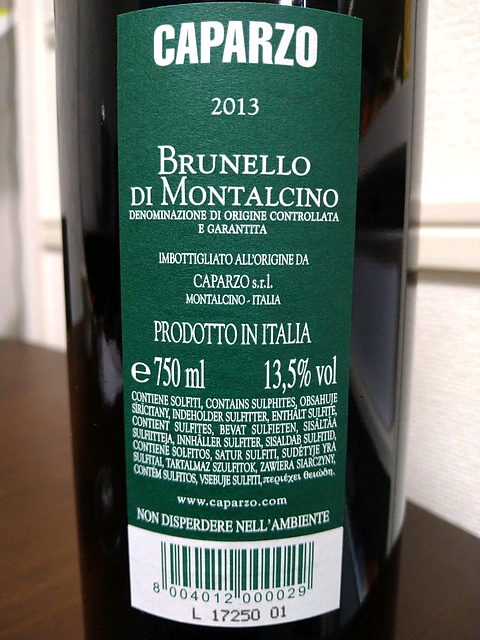 CAPARZO
2013
BRUNELLO
DI MONTALCINO
DENOMINAZIONE DI ORIGINE CONTROLLATA
E GARANTITA
IMBOTTIGLIATO ALL'ORIGINE DA
CAPARZO s.r.l.
MONTALCINO - ITALIA
PRODOTTO IN ITALIA
e 750 ml 13,5% vol
CONTIENE SOLFITI, CONTAINS SULPHITES, OBSAHUJE
SIRICITANY, INDEHOLDER SULFITTER, ENTHÄLT SULFITE,
CONTIENT SULFITES, BEVAT SULFIETEN, SISÄLTÄÄ
SULFIITTEJA, INNHÄLLER SULFITER, SISALDAB SULFITID,
CONTIENE SOLFITOS, SATUR SULFITI, SUDĖTYJE YRA
SULFITAI, TARTALMAZ SZULFITOK, ZAWIERA SIARCZYNY,
CONTÉM SULFITOS, VSEBUJE SULFITI, περιέχει θειώδη.
www.caparzo.com
NON DISPERDERE NELL'AMBIENTE
8 004012 000029
L 17250 01